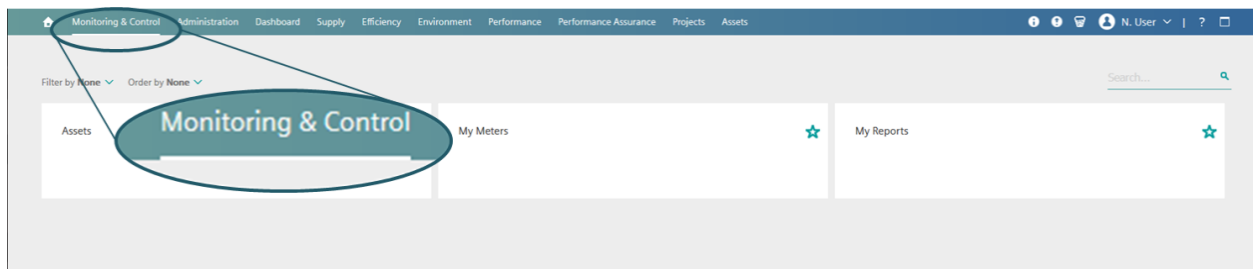 Monitoring & Control Administration Dashboard Supply Efficiency Environment Performance Performance Assurance Projects Assets N. User | ?
Filter by None Order by None Search...
Assets Monitoring & Control My Meters My Reports